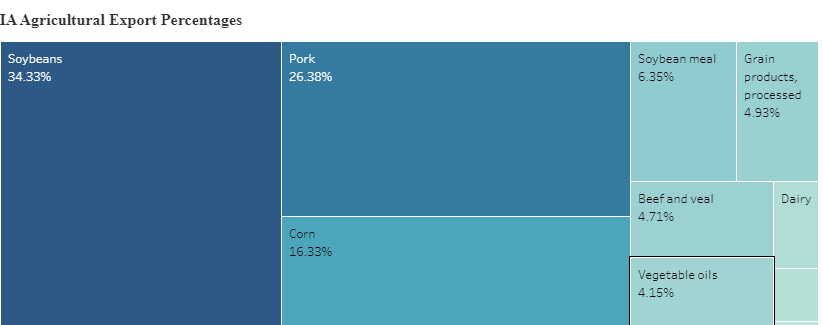 IA Agricultural Export Percentages
Soybeans
34.33%
Pork
26.38%
Corn
16.33%
Soybean meal
6.35%
Grain
products,
processed
4.93%
Beef and veal
4.71%
Dairy
Vegetable oils
4.15%